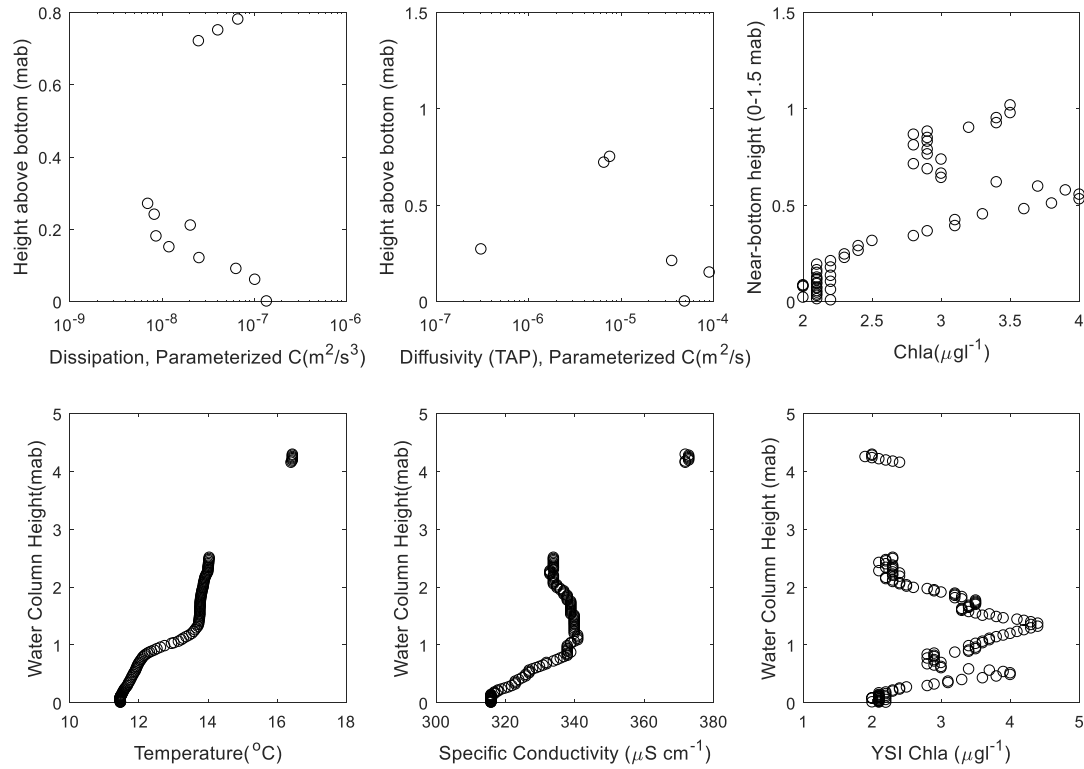 0.8
0.6
0.4
0.2
0
Height above bottom (mab)
10^-9 10^-8 10^-7 10^-6
Dissipation, Parameterized C(m^2/s^3)
1.5
1
0.5
0
Height above bottom (mab)
10^-7 10^-6 10^-5 10^-4
Diffusivity (TAP), Parameterized C(m^2/s)
1.5
1
0.5
0
Near-bottom height (0-1.5 mab)
2 2.5 3 3.5 4
Chla(μgl^-1)
5
4
3
2
1
0
Water Column Height(mab)
10 12 14 16 18
Temperature(°C)
5
4
3
2
1
0
Water Column Height(mab)
300 320 340 360 380
Specific Conductivity (μS cm^-1)
5
4
3
2
1
0
Water Column Height (mab)
1 2 3 4 5
YSI Chla (μgl^-1)